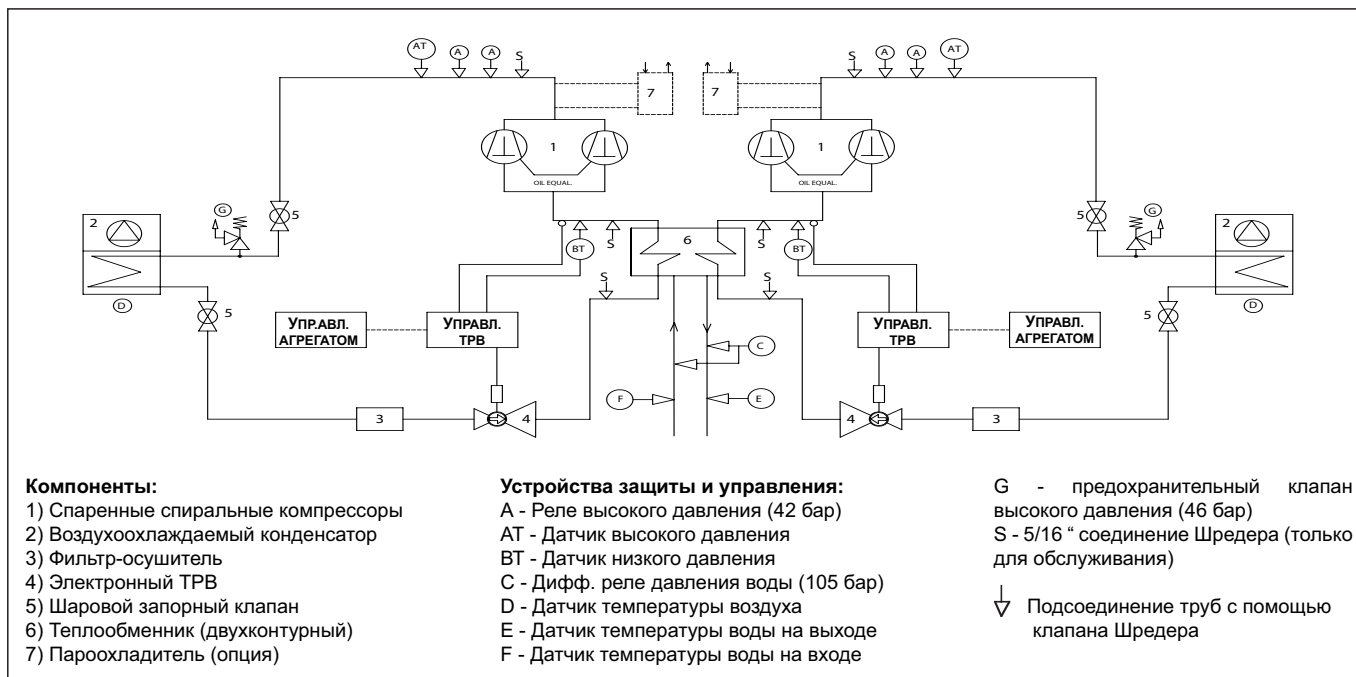 AT A A S
S A A AT
7 7
1 1
OIL EQUAL. OIL EQUAL.
2 G 5
5 G 2
BT S 6 S BT
D S S D
5 5
УПР.АВЛ.
АГРЕГАТОМ
УПРАВЛ.
ТРВ
УПРАВЛ.
ТРВ
УПРАВЛ.
АГРЕГАТОМ
C
F E
3 4 4 3
Компоненты:
1) Спаренные спиральные компрессоры
2) Воздухоохлаждаемый конденсатор
3) Фильтр-осушитель
4) Электронный ТРВ
5) Шаровой запорный клапан
6) Теплообменник (двухконтурный)
7) Пароохладитель (опция)
Устройства защиты и управления:
A - Реле высокого давления (42 бар)
AT - Датчик высокого давления
BT - Датчик низкого давления
C - Дифф. реле давления воды (105 бар)
D - Датчик температуры воздуха
E - Датчик температуры воды на выходе
F - Датчик температуры воды на входе
G - предохранительный клапан
высокого давления (46 бар)
S - 5/16 “ соединение Шредера (только
для обслуживания)
Подсоединение труб с помощью
клапана Шредера